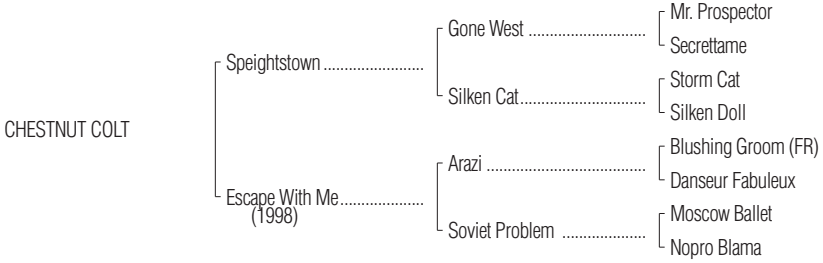 Mr. Prospector
Gone West ............................
Secrettame
Speightstown ........................
Storm Cat
Silken Cat..............................
Silken Doll
CHESTNUT COLT
Blushing Groom (FR)
Arazi ......................................
Danseur Fabuleux
Escape With Me....................
(1998)
Moscow Ballet
Soviet Problem ....................
Nopro Blama